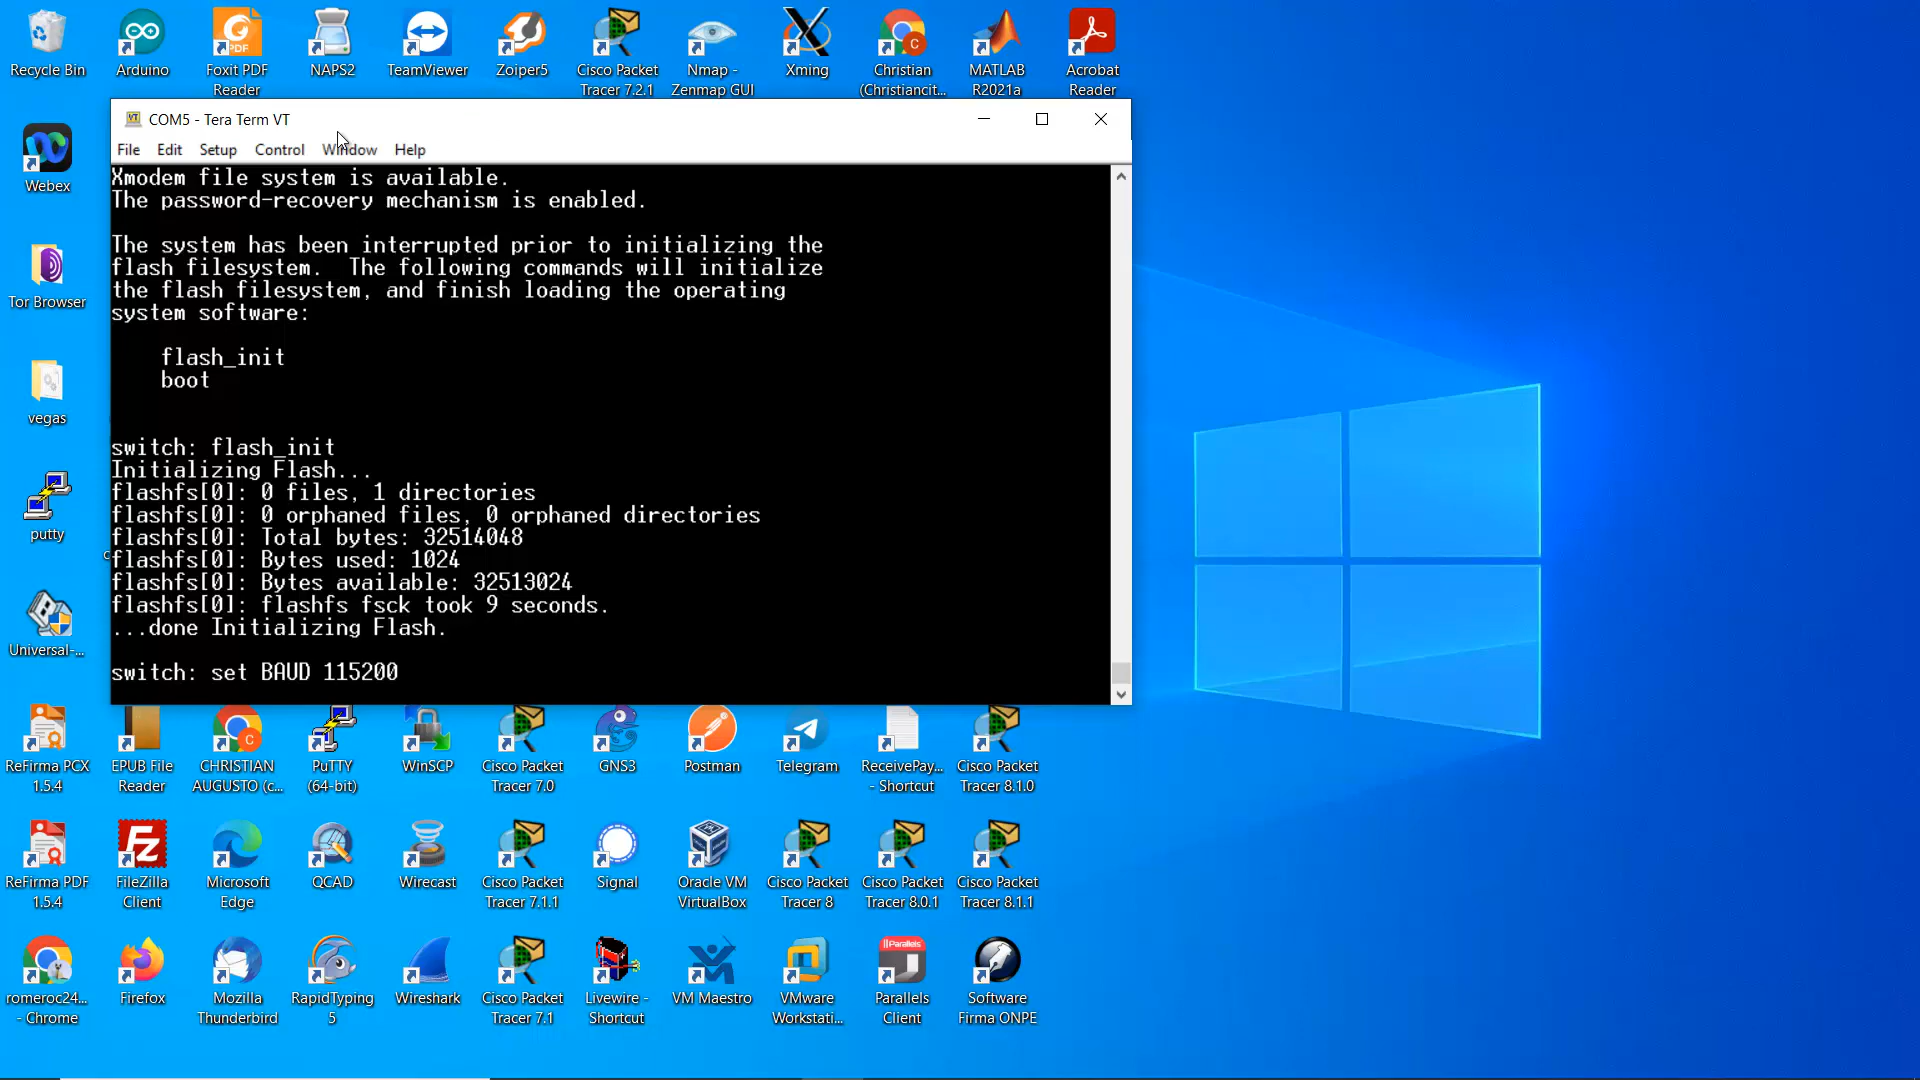 Recycle Bin
Arduino
Foxit PDF
Reader
NAPS2
TeamViewer
Zoiper5
Cisco Packet
Tracer 7.2.1
Nmap -
Zenmap GUI
Xming
Christian
(Christiancit...
MATLAB
R2021a
Acrobat
Reader
COM5 - Tera Term VT
File Edit Setup Control Window Help
Xmodem file system is available.
The password-recovery mechanism is enabled.
The system has been interrupted prior to initializing the
flash filesystem.  The following commands will initialize
the flash filesystem, and finish loading the operating
system software:
flash_init
boot
switch: flash_init
Initializing Flash...
flashfs[0]: 0 files, 1 directories
flashfs[0]: 0 orphaned files, 0 orphaned directories
flashfs[0]: Total bytes: 32514048
flashfs[0]: Bytes used: 1024
flashfs[0]: Bytes available: 32513024
flashfs[0]: flashfs fsck took 9 seconds.
...done Initializing Flash.
switch: set BAUD 115200
Webex
Tor Browser
vegas
putty
Universal-...
ReFirma PCX
1.5.4
EPUB File
Reader
CHRISTIAN
AUGUSTO (c...
PuTTY
(64-bit)
WinSCP
Cisco Packet
Tracer 7.0
GNS3
Postman
Telegram
ReceivePay...
- Shortcut
Cisco Packet
Tracer 8.1.0
ReFirma PDF
1.5.4
FileZilla
Client
Microsoft
Edge
QCAD
Wirecast
Cisco Packet
Tracer 7.1.1
Signal
Oracle VM
VirtualBox
Cisco Packet
Tracer 8
Cisco Packet
Tracer 8.0.1
Cisco Packet
Tracer 8.1.1
romeroc24...
- Chrome
Firefox
Mozilla
Thunderbird
RapidTyping
5
Wireshark
Cisco Packet
Tracer 7.1
Livewire -
Shortcut
VM Maestro
VMware
Workstati...
Parallels
Client
Software
Firma ONPE